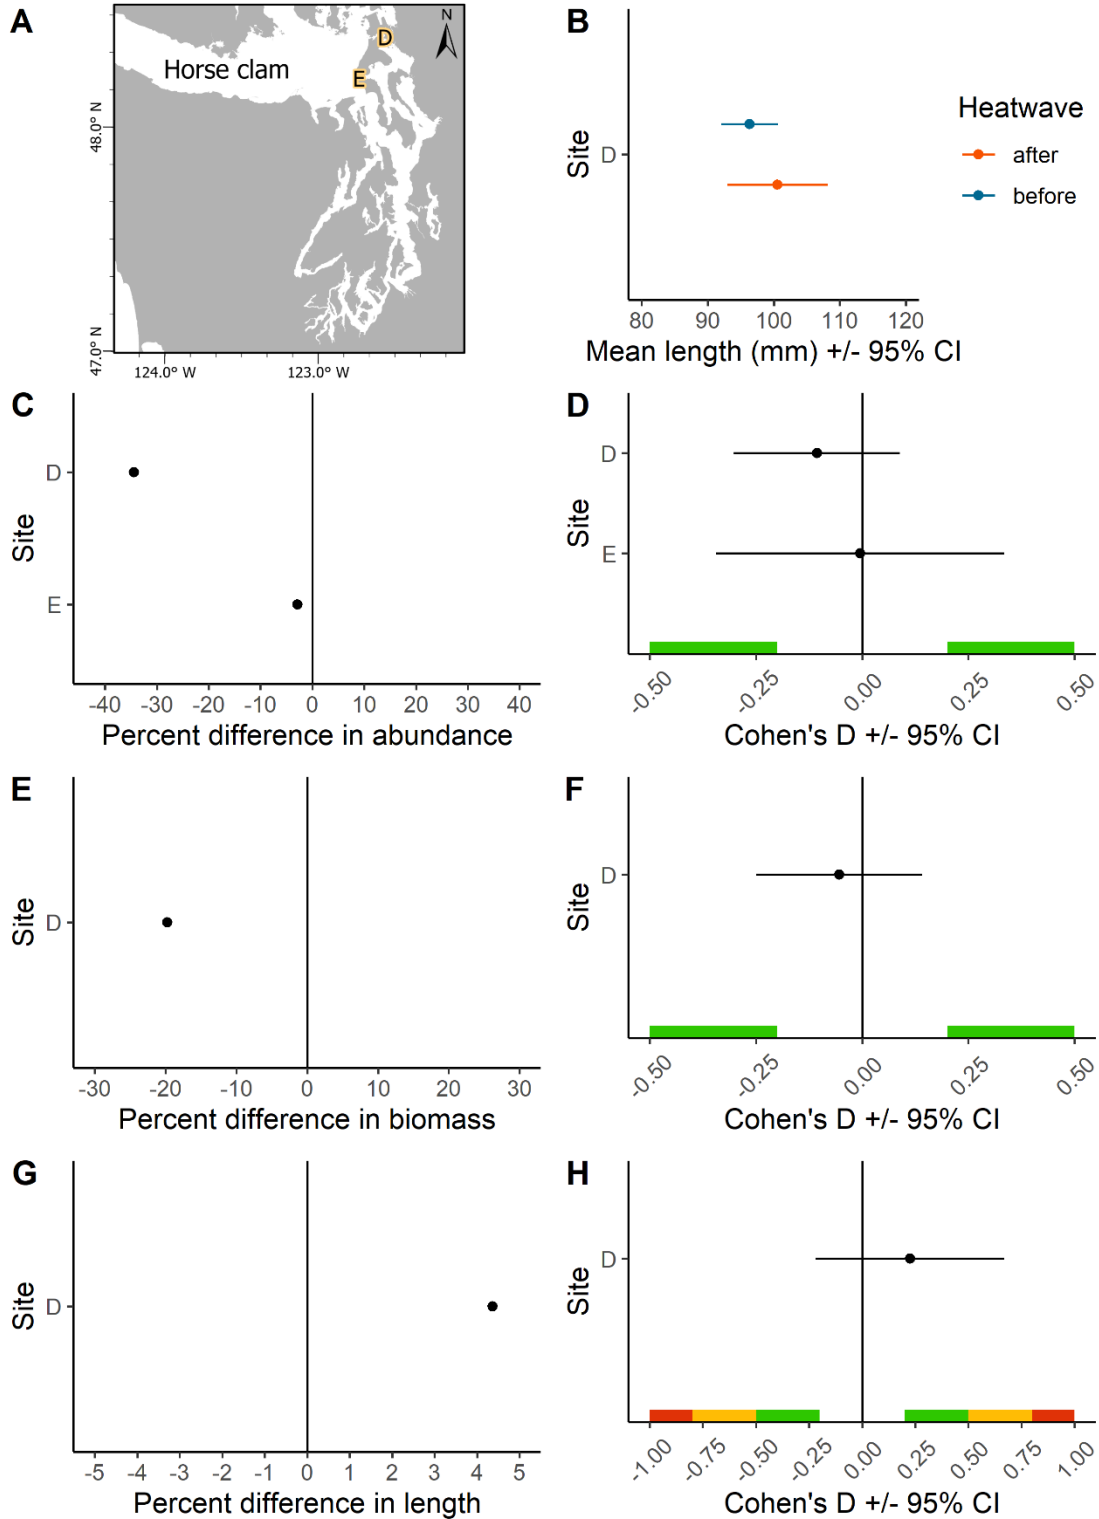 A
N
D
E
Horse clam
48.0° N
47.0° N
124.0° W
123.0° W
B
Site
D
80
90
100
110
120
Mean length (mm) +/- 95% CI
Heatwave
after
before
C
Site
D
E
-40
-30
-20
-10
0
10
20
30
40
Percent difference in abundance
D
Site
D
E
-0.50
-0.25
0.00
0.25
0.50
Cohen's D +/- 95% CI
E
Site
D
-30
-20
-10
0
10
20
30
Percent difference in biomass
F
Site
D
-0.50
-0.25
0.00
0.25
0.50
Cohen's D +/- 95% CI
G
Site
D
-5
-4
-3
-2
-1
0
1
2
3
4
5
Percent difference in length
H
Site
D
-1.00
-0.75
-0.50
-0.25
0.00
0.25
0.50
0.75
1.00
Cohen's D +/- 95% CI